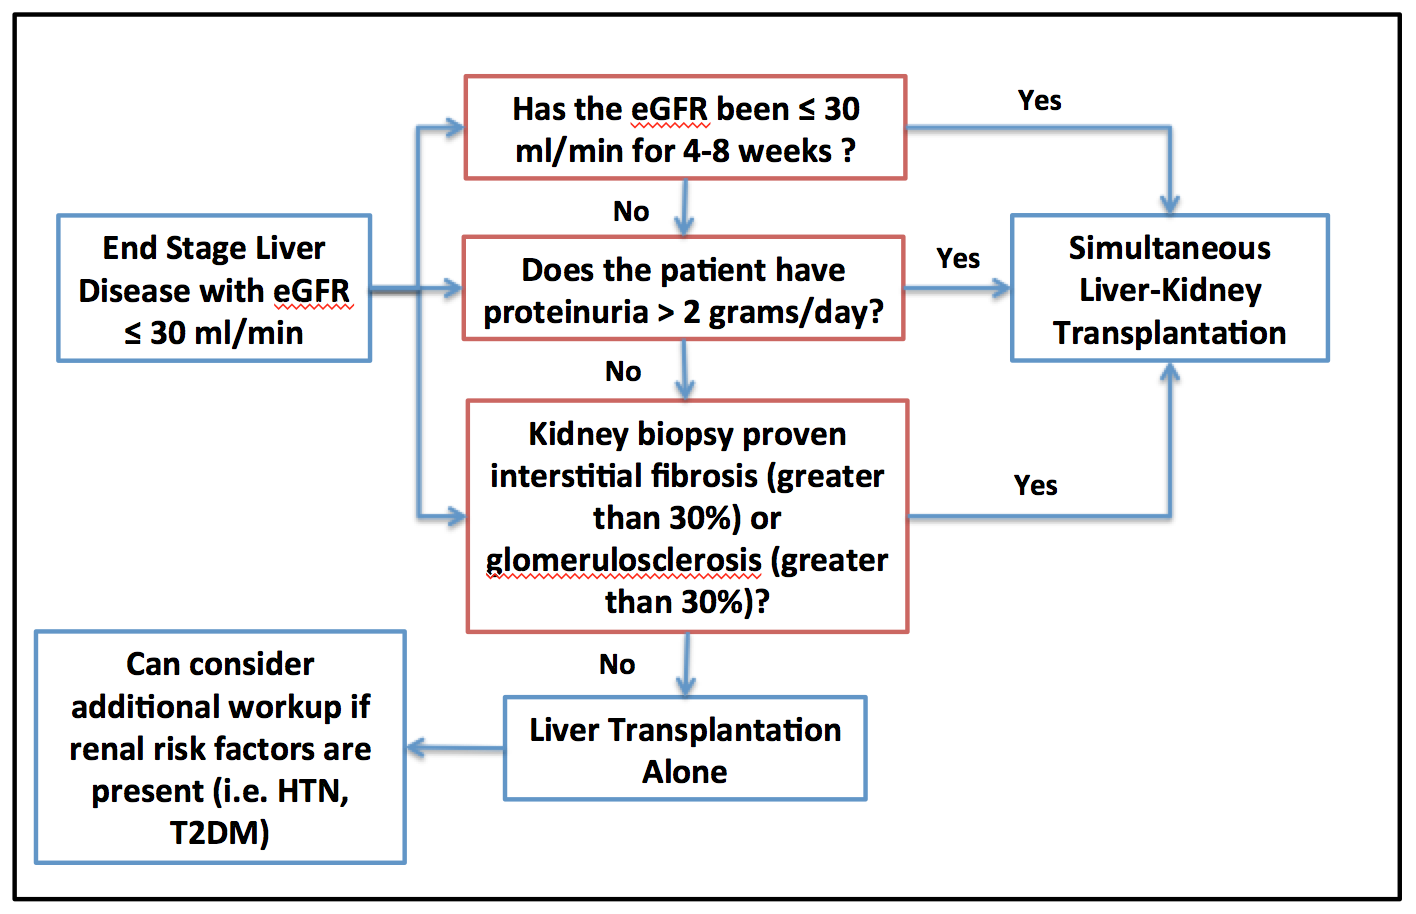 Has the eGFR been ≤ 30
ml/min for 4-8 weeks ?
Yes
No
End Stage Liver
Disease with eGFR
≤ 30 ml/min
Does the patient have
proteinuria > 2 grams/day?
Yes
Simultaneous
Liver-Kidney
Transplantation
No
Kidney biopsy proven
interstitial fibrosis (greater
than 30%) or
glomerulosclerosis (greater
than 30%)?
Yes
No
Liver Transplantation
Alone
Can consider
additional workup if
renal risk factors are
present (i.e. HTN,
T2DM)